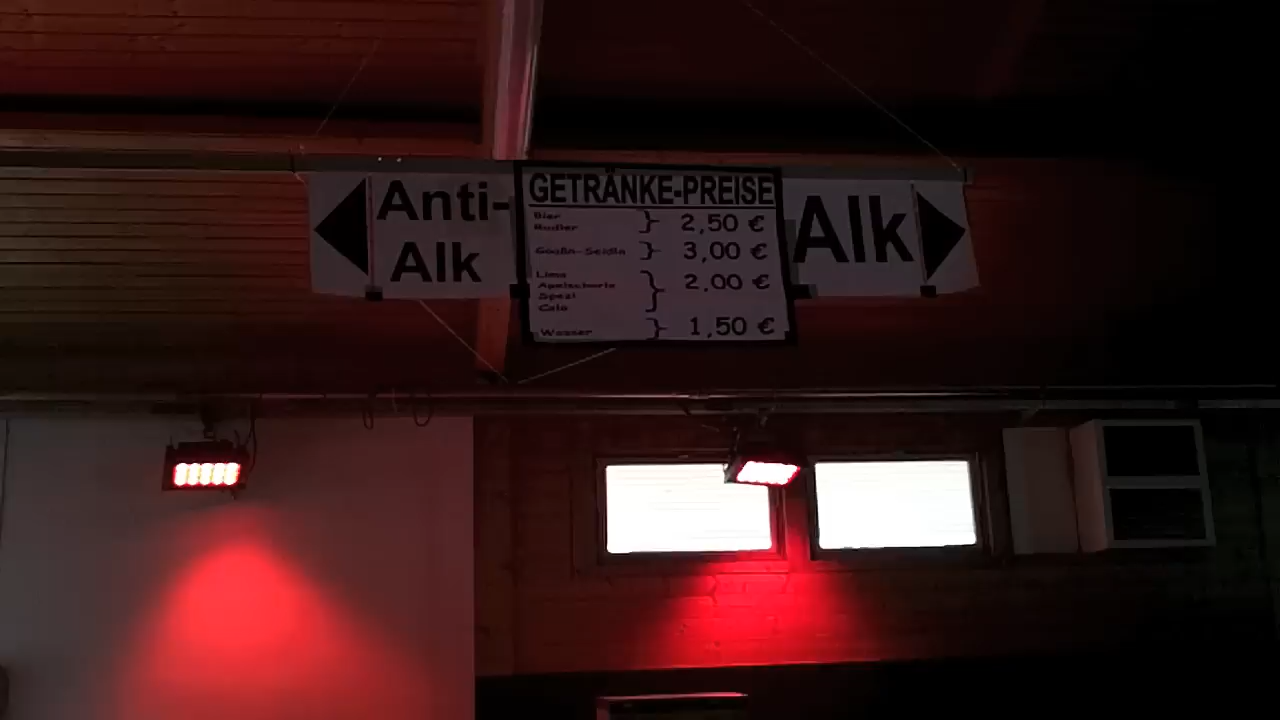 Anti-
Alk
GETRÄNKE-PREISE
Bier
Radler
} 2,50 €
Gooßn-Seidla } 3,00 €
Limo
Apfelschorle
Spezi
Cola
} 2,00 €
Wasser } 1,50 €
Alk